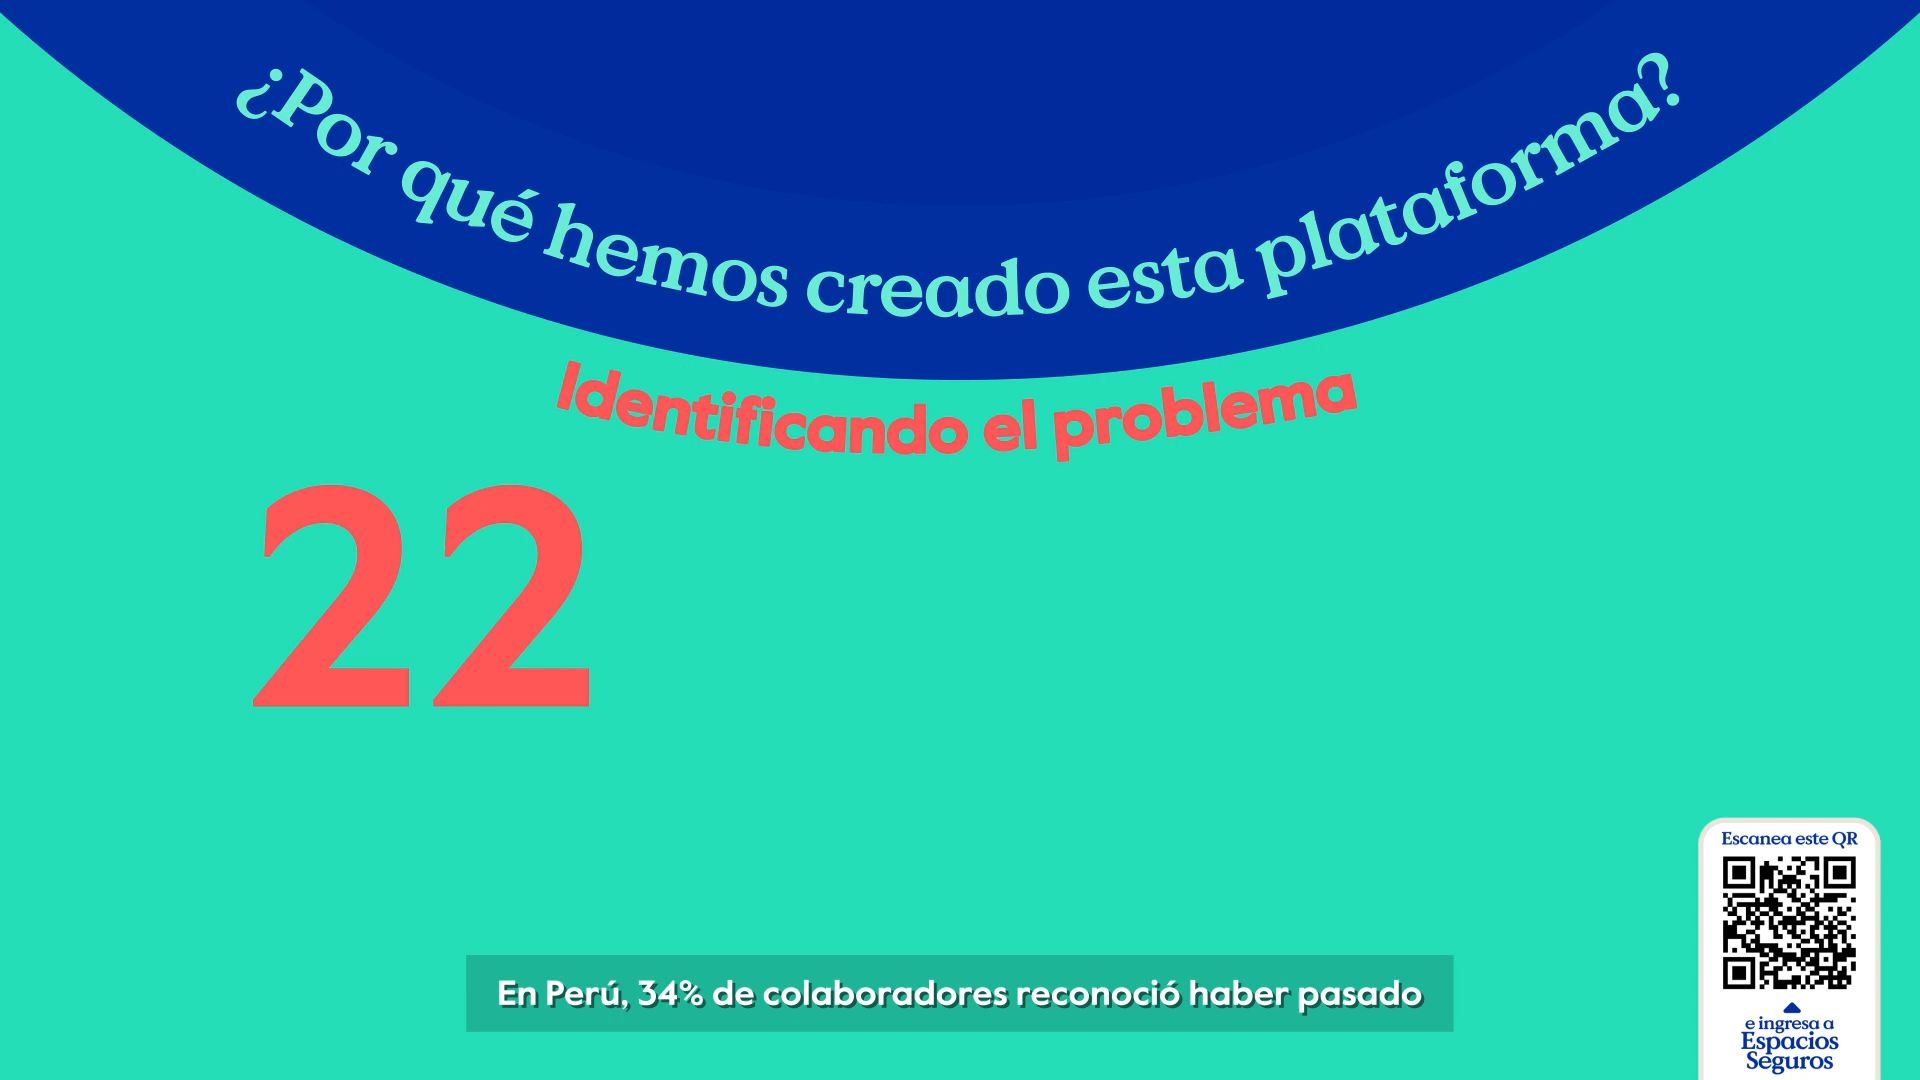 ¿Por qué hemos creado esta plataforma?
Identificando el problema
22
En Perú, 34% de colaboradores reconoció haber pasado
Escanea este QR
e ingresa a
Espacios
Seguros